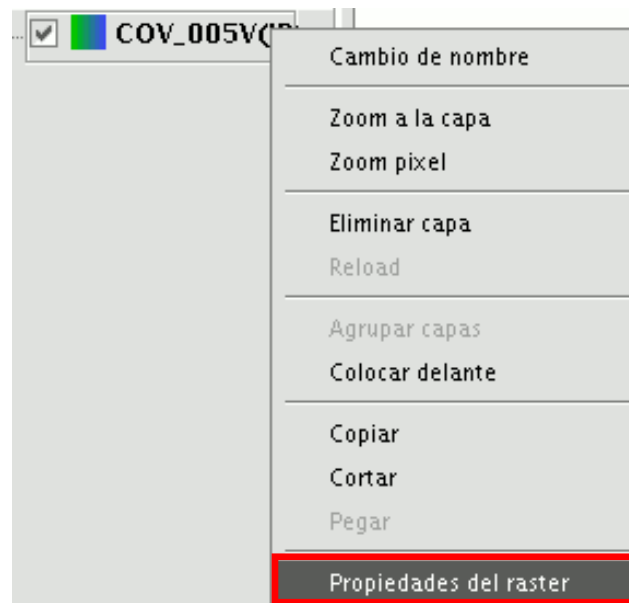 COV_005V(
Cambio de nombre
Zoom a la capa
Zoom pixel
Eliminar capa
Reload
Agrupar capas
Colocar delante
Copiar
Cortar
Pegar
Propiedades del raster